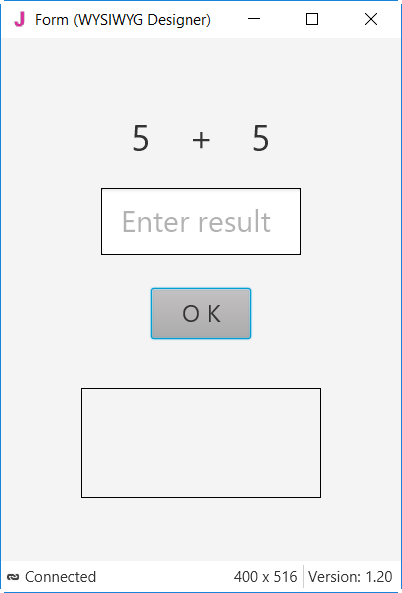 J Form (WYSIWYG Designer)
5 + 5
Enter result
O K
Connected 400 x 516 Version: 1.20